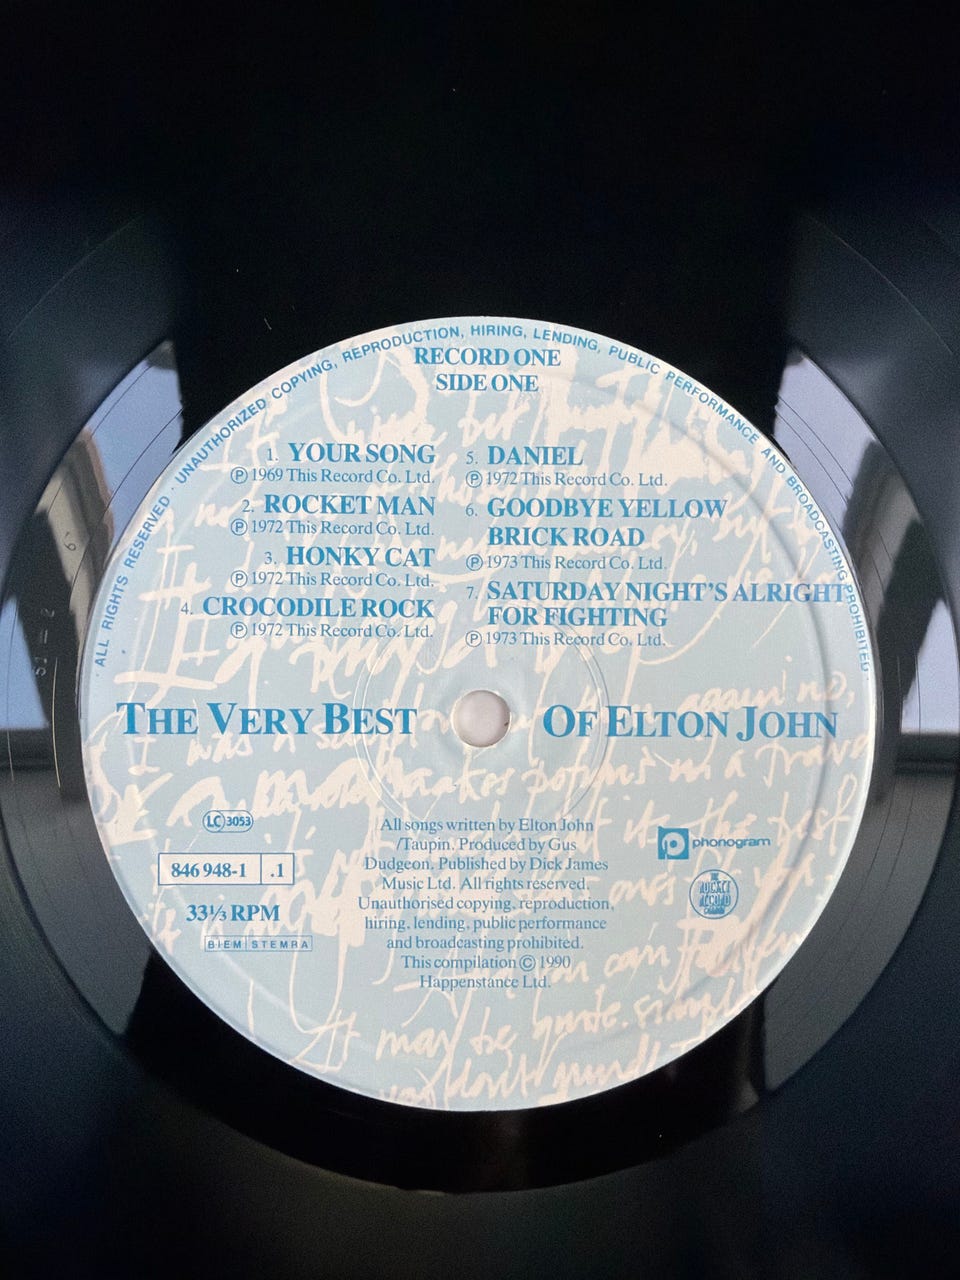 ALL RIGHTS RESERVED · UNAUTHORIZED COPYING, REPRODUCTION, HIRING, LENDING, PUBLIC PERFORMANCE AND BROADCASTING PROHIBITED·
RECORD ONE
SIDE ONE
1. YOUR SONG
Ⓟ 1969 This Record Co. Ltd.
2. ROCKET MAN
Ⓟ 1972 This Record Co. Ltd.
3. HONKY CAT
Ⓟ 1972 This Record Co. Ltd.
4. CROCODILE ROCK
Ⓟ 1972 This Record Co. Ltd.
5. DANIEL
Ⓟ 1972 This Record Co. Ltd.
6. GOODBYE YELLOW
BRICK ROAD
Ⓟ 1973 This Record Co. Ltd.
7. SATURDAY NIGHT'S ALRIGHT
FOR FIGHTING
Ⓟ 1973 This Record Co. Ltd.
THE VERY BEST OF ELTON JOHN
LC 3053
846 948-1 .1
33⅓ RPM
BIEM STEMRA
All songs written by Elton John
/Taupin. Produced by Gus
Dudgeon. Published by Dick James
Music Ltd. All rights reserved.
Unauthorised copying, reproduction,
hiring, lending, public performance
and broadcasting prohibited.
This compilation © 1990
Happenstance Ltd.
phonogram
THE
ROCKET
RECORD
may be quite simple
don't mind